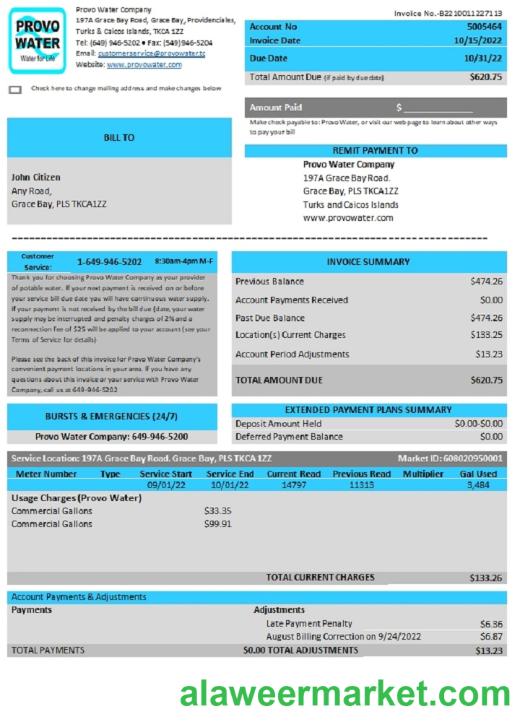 PROVO
WATER
Water for Life
Provo Water Company
197A Grace Bay Road, Grace Bay, Providenciales,
Turks & Caicos Islands, TKCA 1ZZ
Tel: (649) 946-5202 • Fax: (549)946-5204
Email: customerservice@provowater.tc
Website: www.provowater.com
Check here to change mailing address and make changes below
Invoice No.-B2210011227113
Account No 5005464
Invoice Date 10/15/2022
Due Date 10/31/22
Total Amount Due (if paid by due date) $620.75
Amount Paid $
Make check payable to: Provo Water, or visit our web page to learn about other ways
to pay your bill
BILL TO
John Citizen
Any Road,
Grace Bay, PLS TKCA1ZZ
REMIT PAYMENT TO
Provo Water Company
197A Grace Bay Road.
Grace Bay, PLS TKCA1ZZ
Turks and Caicos Islands
www.provowater.com
Customer
Service: 1-649-946-5202 8:30am-4pm M-F
Thank you for choosing Provo Water Company as your provider
of potable water. If your next payment is received on or before
your service bill due date you will have continuous water supply.
If your payment is not received by the bill due (date, your water
supply may be interrupted and penalty charges of 2% and a
reconnection fee of $25 will be applied to your account (see your
Terms of Service for details)
Please see the back of this invoice for Provo Water Company's
convenient payment locations in your area. If you have any
questions about this invoice or your service with Provo Water
Company, call us at 649-946-5202
INVOICE SUMMARY
Previous Balance $474.26
Account Payments Received $0.00
Past Due Balance $474.26
Location(s) Current Charges $133.25
Account Period Adjustments $13.23
TOTAL AMOUNT DUE $620.75
BURSTS & EMERGENCIES (24/7)
Provo Water Company: 649-946-5200
EXTENDED PAYMENT PLANS SUMMARY
Deposit Amount Held $0.00-$0.00
Deferred Payment Balance $0.00
Service Location: 197A Grace Bay Road. Grace Bay, PLS TKCA 1ZZ Market ID: 608020950001
Meter Number Type Service Start Service End Current Read Previous Read Multiplier Gal Used
09/01/22 10/01/22 14797 11313 3,484
Usage Charges (Provo Water)
Commercial Gallons $33.35
Commercial Gallons $99.91
TOTAL CURRENT CHARGES $133.26
Account Payments & Adjustments
Payments Adjustments
Late Payment Penalty $6.36
August Billing Correction on 9/24/2022 $6.87
TOTAL PAYMENTS $0.00 TOTAL ADJUSTMENTS $13.23
alaweermarket.com